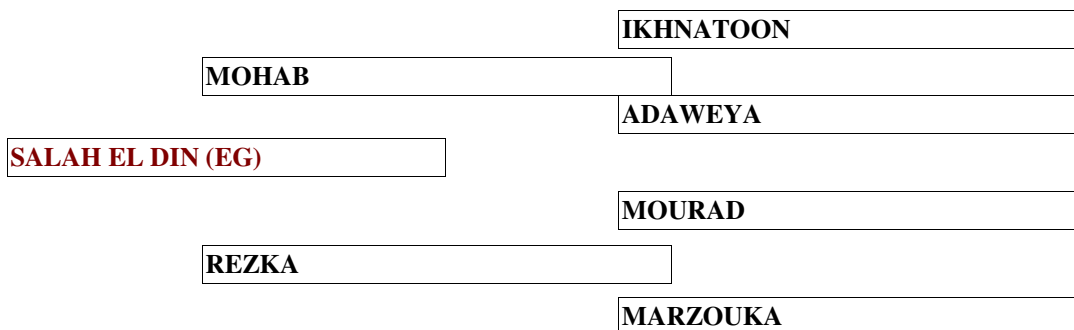 IKHNATOON
MOHAB
ADAWEYA
SALAH EL DIN (EG)
MOURAD
REZKA
MARZOUKA